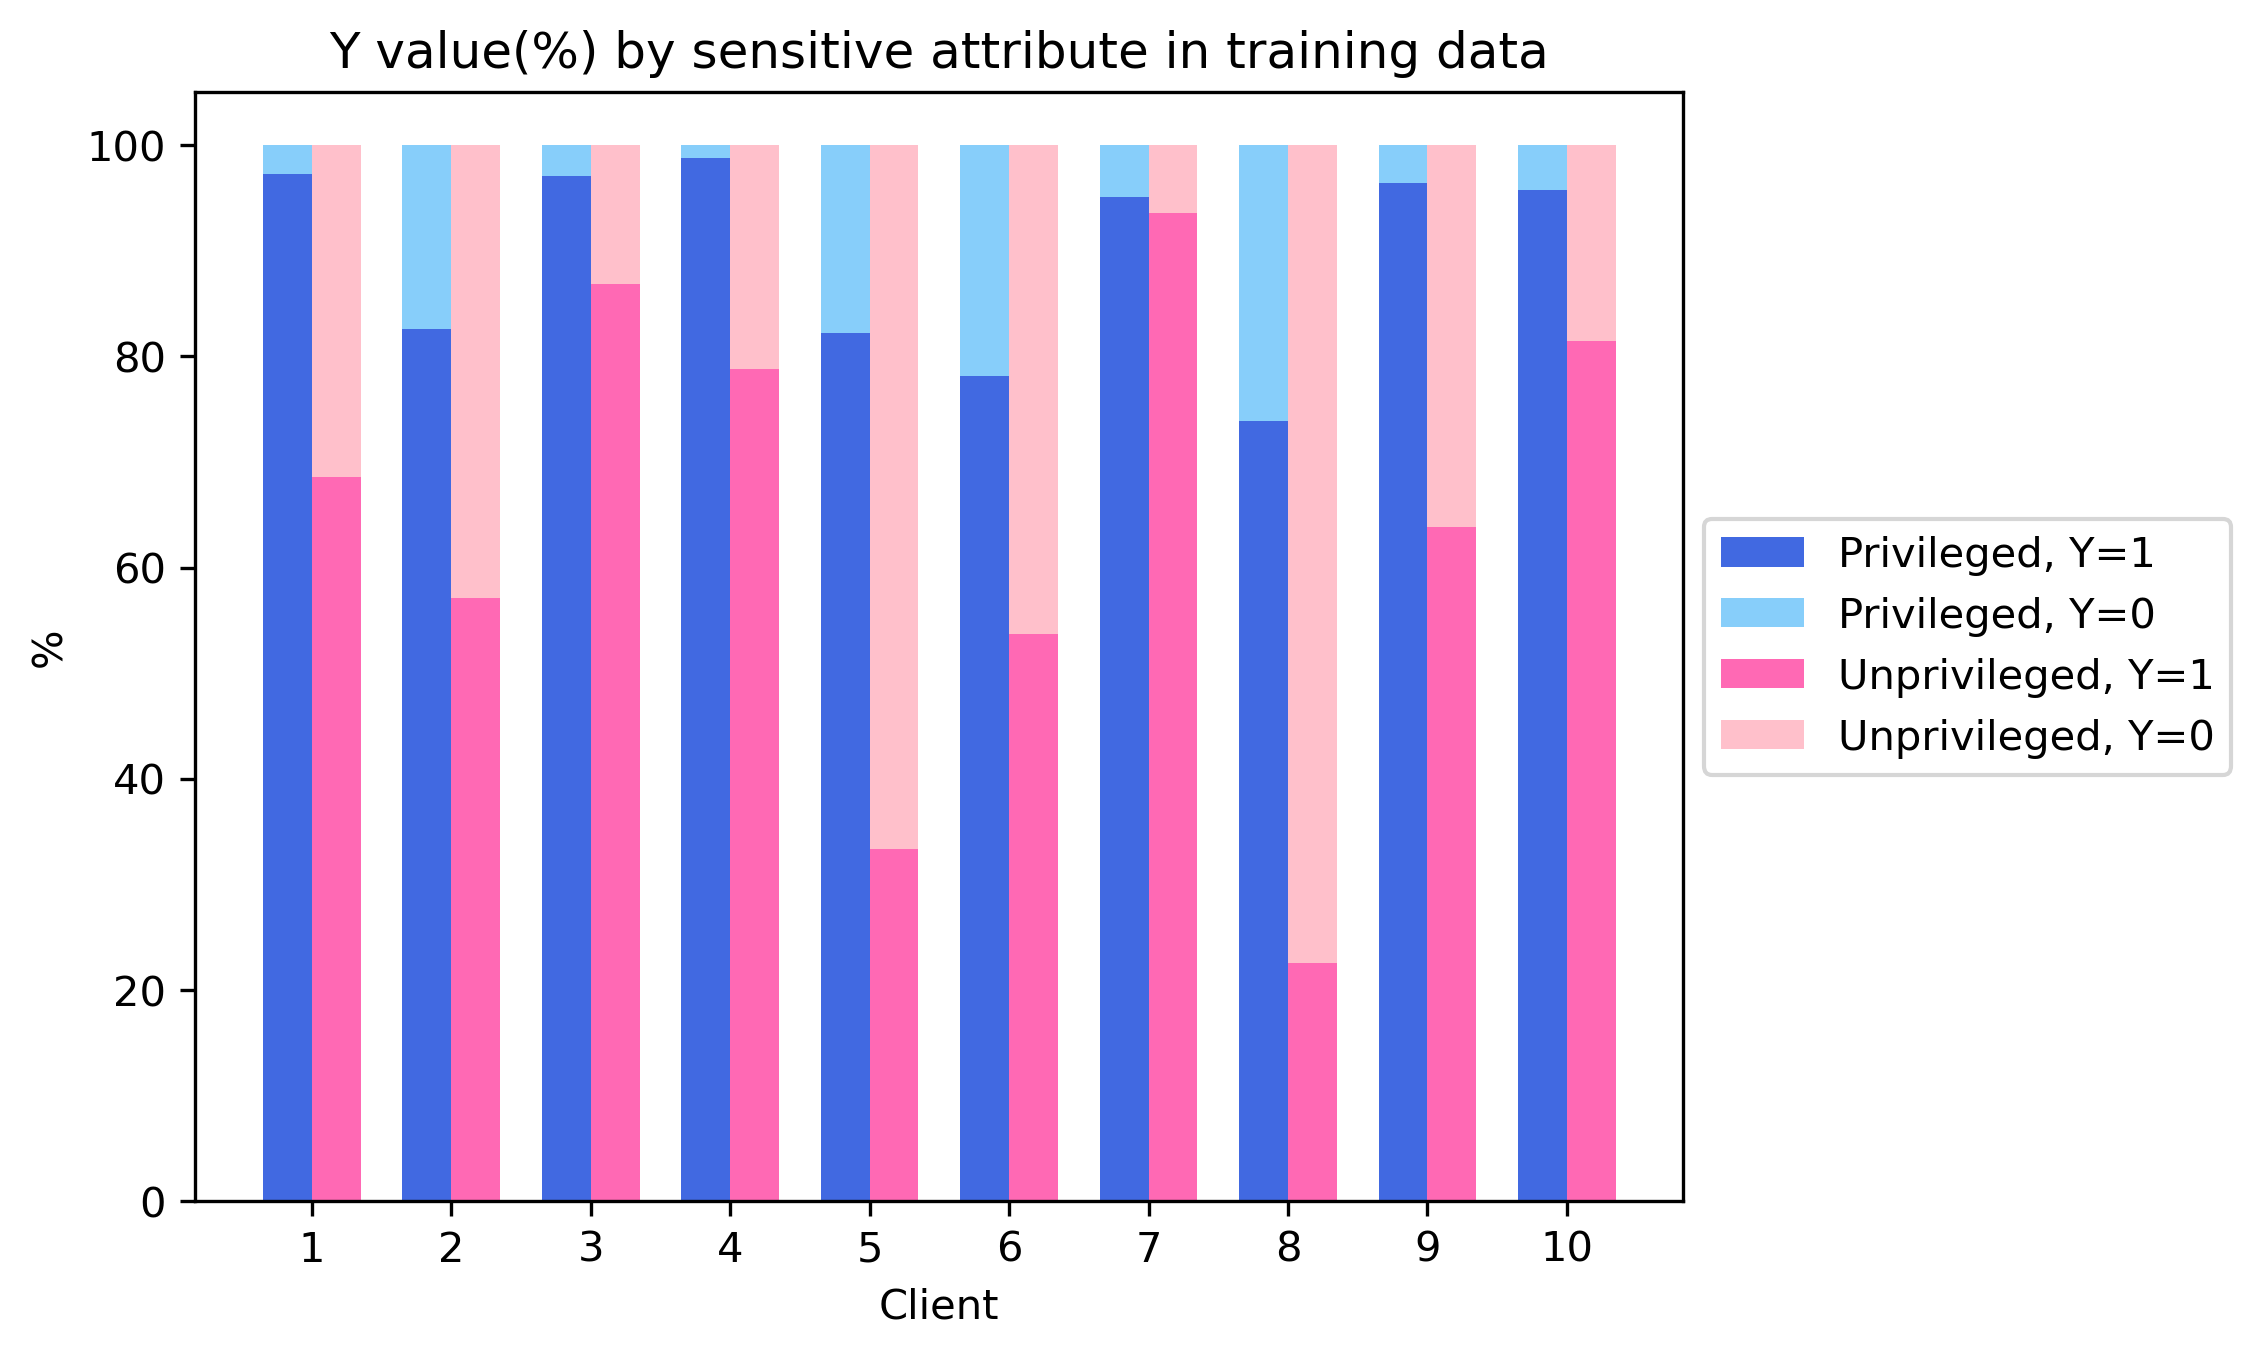 Y value(%) by sensitive attribute in training data
100
80
60
40
20
0
%
1 2 3 4 5 6 7 8 9 10
Client
Privileged, Y=1
Privileged, Y=0
Unprivileged, Y=1
Unprivileged, Y=0